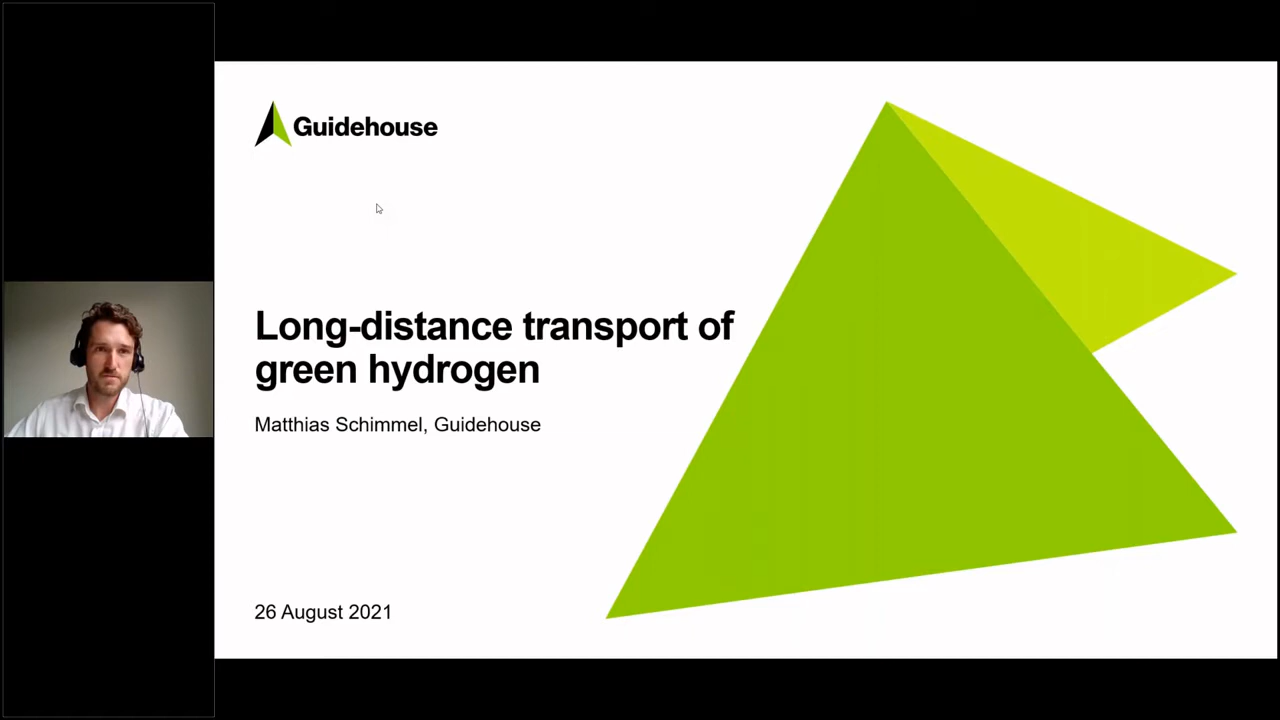 Guidehouse
Long-distance transport of
green hydrogen
Matthias Schimmel, Guidehouse
26 August 2021